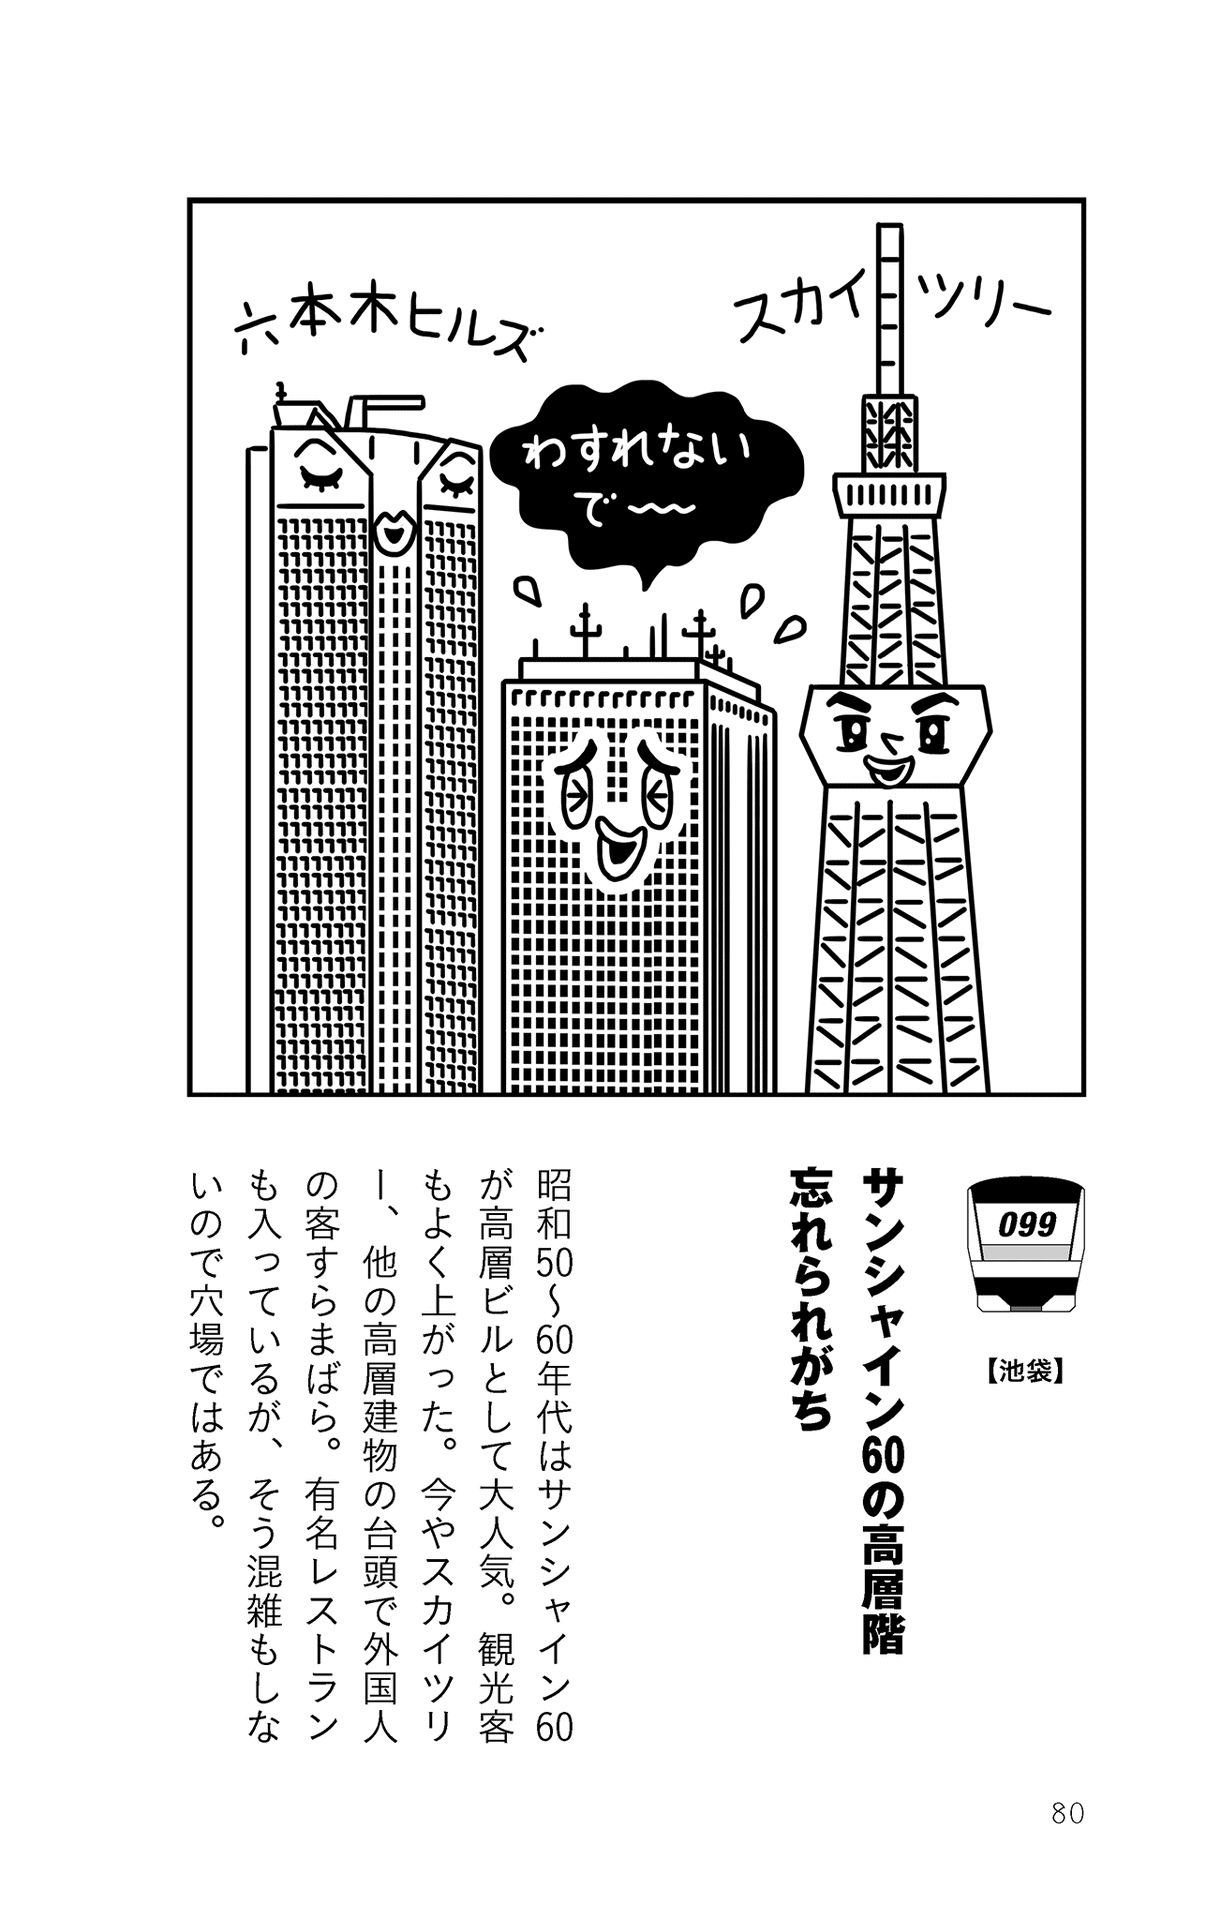 六本木ヒルズ
スカイツリー
わすれない
で〜〜
099
【池袋】
サンシャイン60の高層階
忘れられがち
昭和50〜60年代はサンシャイン60
が高層ビルとして大人気。観光客
もよく上がった。今やスカイツリ
ー、他の高層建物の台頭で外国人
の客すらまばら。有名レストラン
も入っているが、そう混雑もしな
いので穴場ではある。
80